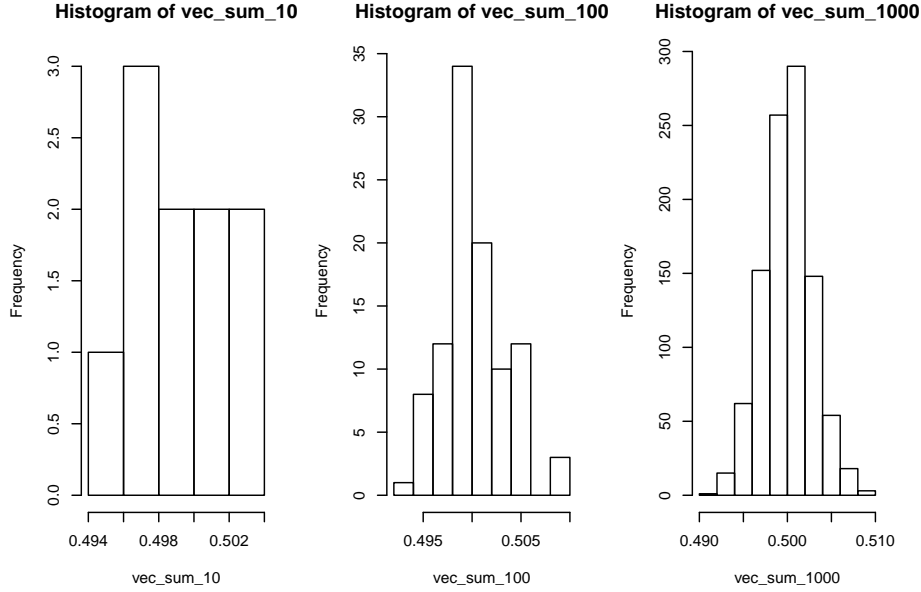 Histogram of vec_sum_10
Frequency
3.0
2.5
2.0
1.5
1.0
0.5
0.0
0.494 0.498 0.502
vec_sum_10
Histogram of vec_sum_100
Frequency
35
30
25
20
15
10
5
0
0.495 0.505
vec_sum_100
Histogram of vec_sum_1000
Frequency
300
250
200
150
100
50
0
0.490 0.500 0.510
vec_sum_1000